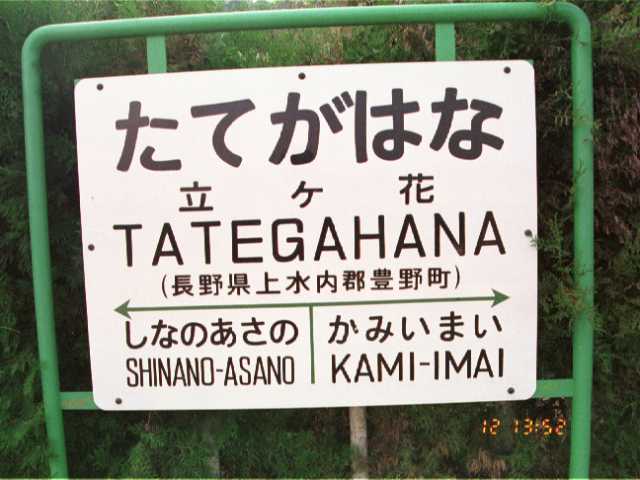 たてがはな
立ケ花
TATEGAHANA
(長野県上水内郡豊野町)
しなのあさの かみいまい
SHINANO-ASANO KAMI-IMAI
12 13:52